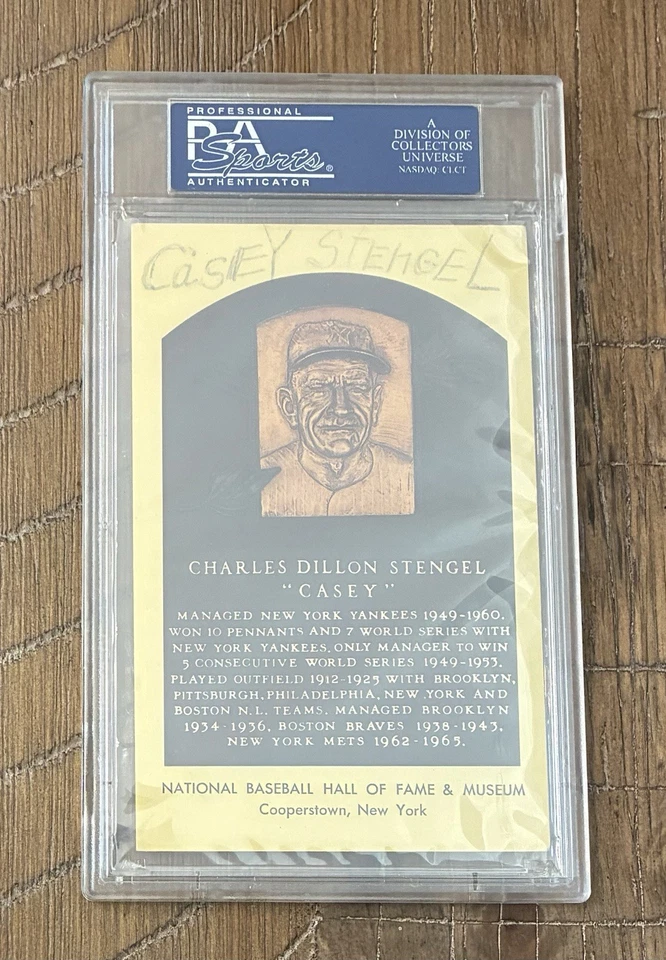 PROFESSIONAL
PSA
Sports®
AUTHENTICATOR
A
DIVISION OF
COLLECTORS
UNIVERSE
NASDAQ: CLCT
CasEY STENGEL
CHARLES DILLON STENGEL
"CASEY"
MANAGED NEW YORK YANKEES 1949-1960.
WON 10 PENNANTS AND 7 WORLD SERIES WITH
NEW YORK YANKEES. ONLY MANAGER TO WIN
5 CONSECUTIVE WORLD SERIES 1949-1953.
PLAYED OUTFIELD 1912-1925 WITH BROOKLYN,
PITTSBURGH, PHILADELPHIA, NEW YORK AND
BOSTON N.L. TEAMS. MANAGED BROOKLYN
1934-1936, BOSTON BRAVES 1938-1943,
NEW YORK METS 1962-1965.
NATIONAL BASEBALL HALL OF FAME & MUSEUM
Cooperstown, New York